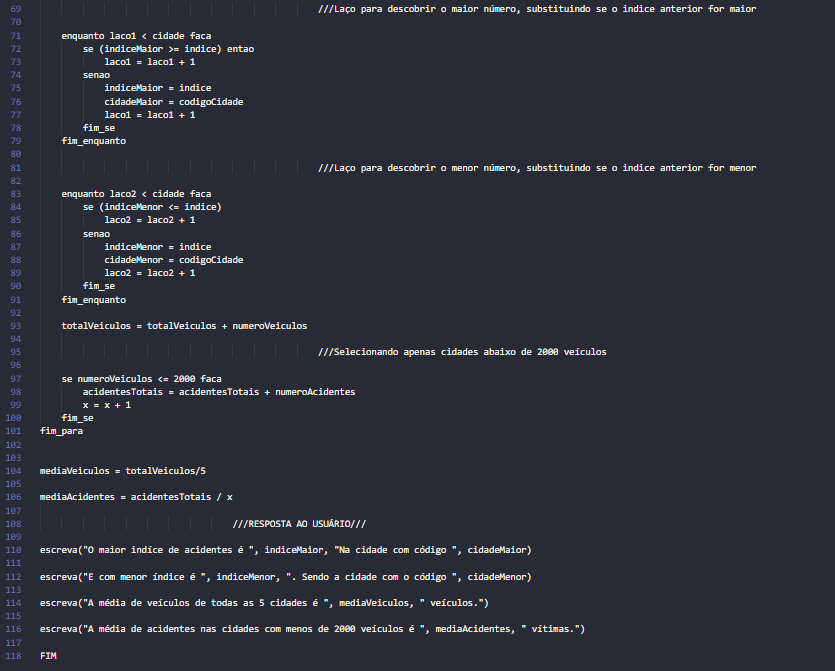 69 ///Laço para descobrir o maior número, substituindo se o indice anterior for maior
70
71 enquanto laco1 < cidade faca
72 se (indiceMaior >= indice) entao
73 laco1 = laco1 + 1
74 senao
75 indiceMaior = indice
76 cidadeMaior = codigoCidade
77 laco1 = laco1 + 1
78 fim_se
79 fim_enquanto
80
81 ///Laço para descobrir o menor número, substituindo se o indice anterior for menor
82
83 enquanto laco2 < cidade faca
84 se (indiceMenor <= indice)
85 laco2 = laco2 + 1
86 senao
87 indiceMenor = indice
88 cidadeMenor = codigoCidade
89 laco2 = laco2 + 1
90 fim_se
91 fim_enquanto
92
93 totalVeiculos = totalVeiculos + numeroVeiculos
94
95 ///Selecionando apenas cidades abaixo de 2000 veículos
96
97 se numeroVeiculos <= 2000 faca
98 acidentesTotais = acidentesTotais + numeroAcidentes
99 x = x + 1
100 fim_se
101 fim_para
102
103
104 mediaVeiculos = totalVeiculos/5
105
106 mediaAcidentes = acidentesTotais / x
107
108 ///RESPOSTA AO USUÁRIO///
109
110 escreva("O maior indíce de acidentes é ", indiceMaior, "Na cidade com código ", cidadeMaior)
111
112 escreva("E com menor índice é ", indiceMenor, ". Sendo a cidade com o código ", cidadeMenor)
113
114 escreva("A média de veículos de todas as 5 cidades é ", mediaVeiculos, " veículos.")
115
116 escreva("A média de acidentes nas cidades com menos de 2000 veículos é ", mediaAcidentes, " vítimas.")
117
118 FIM